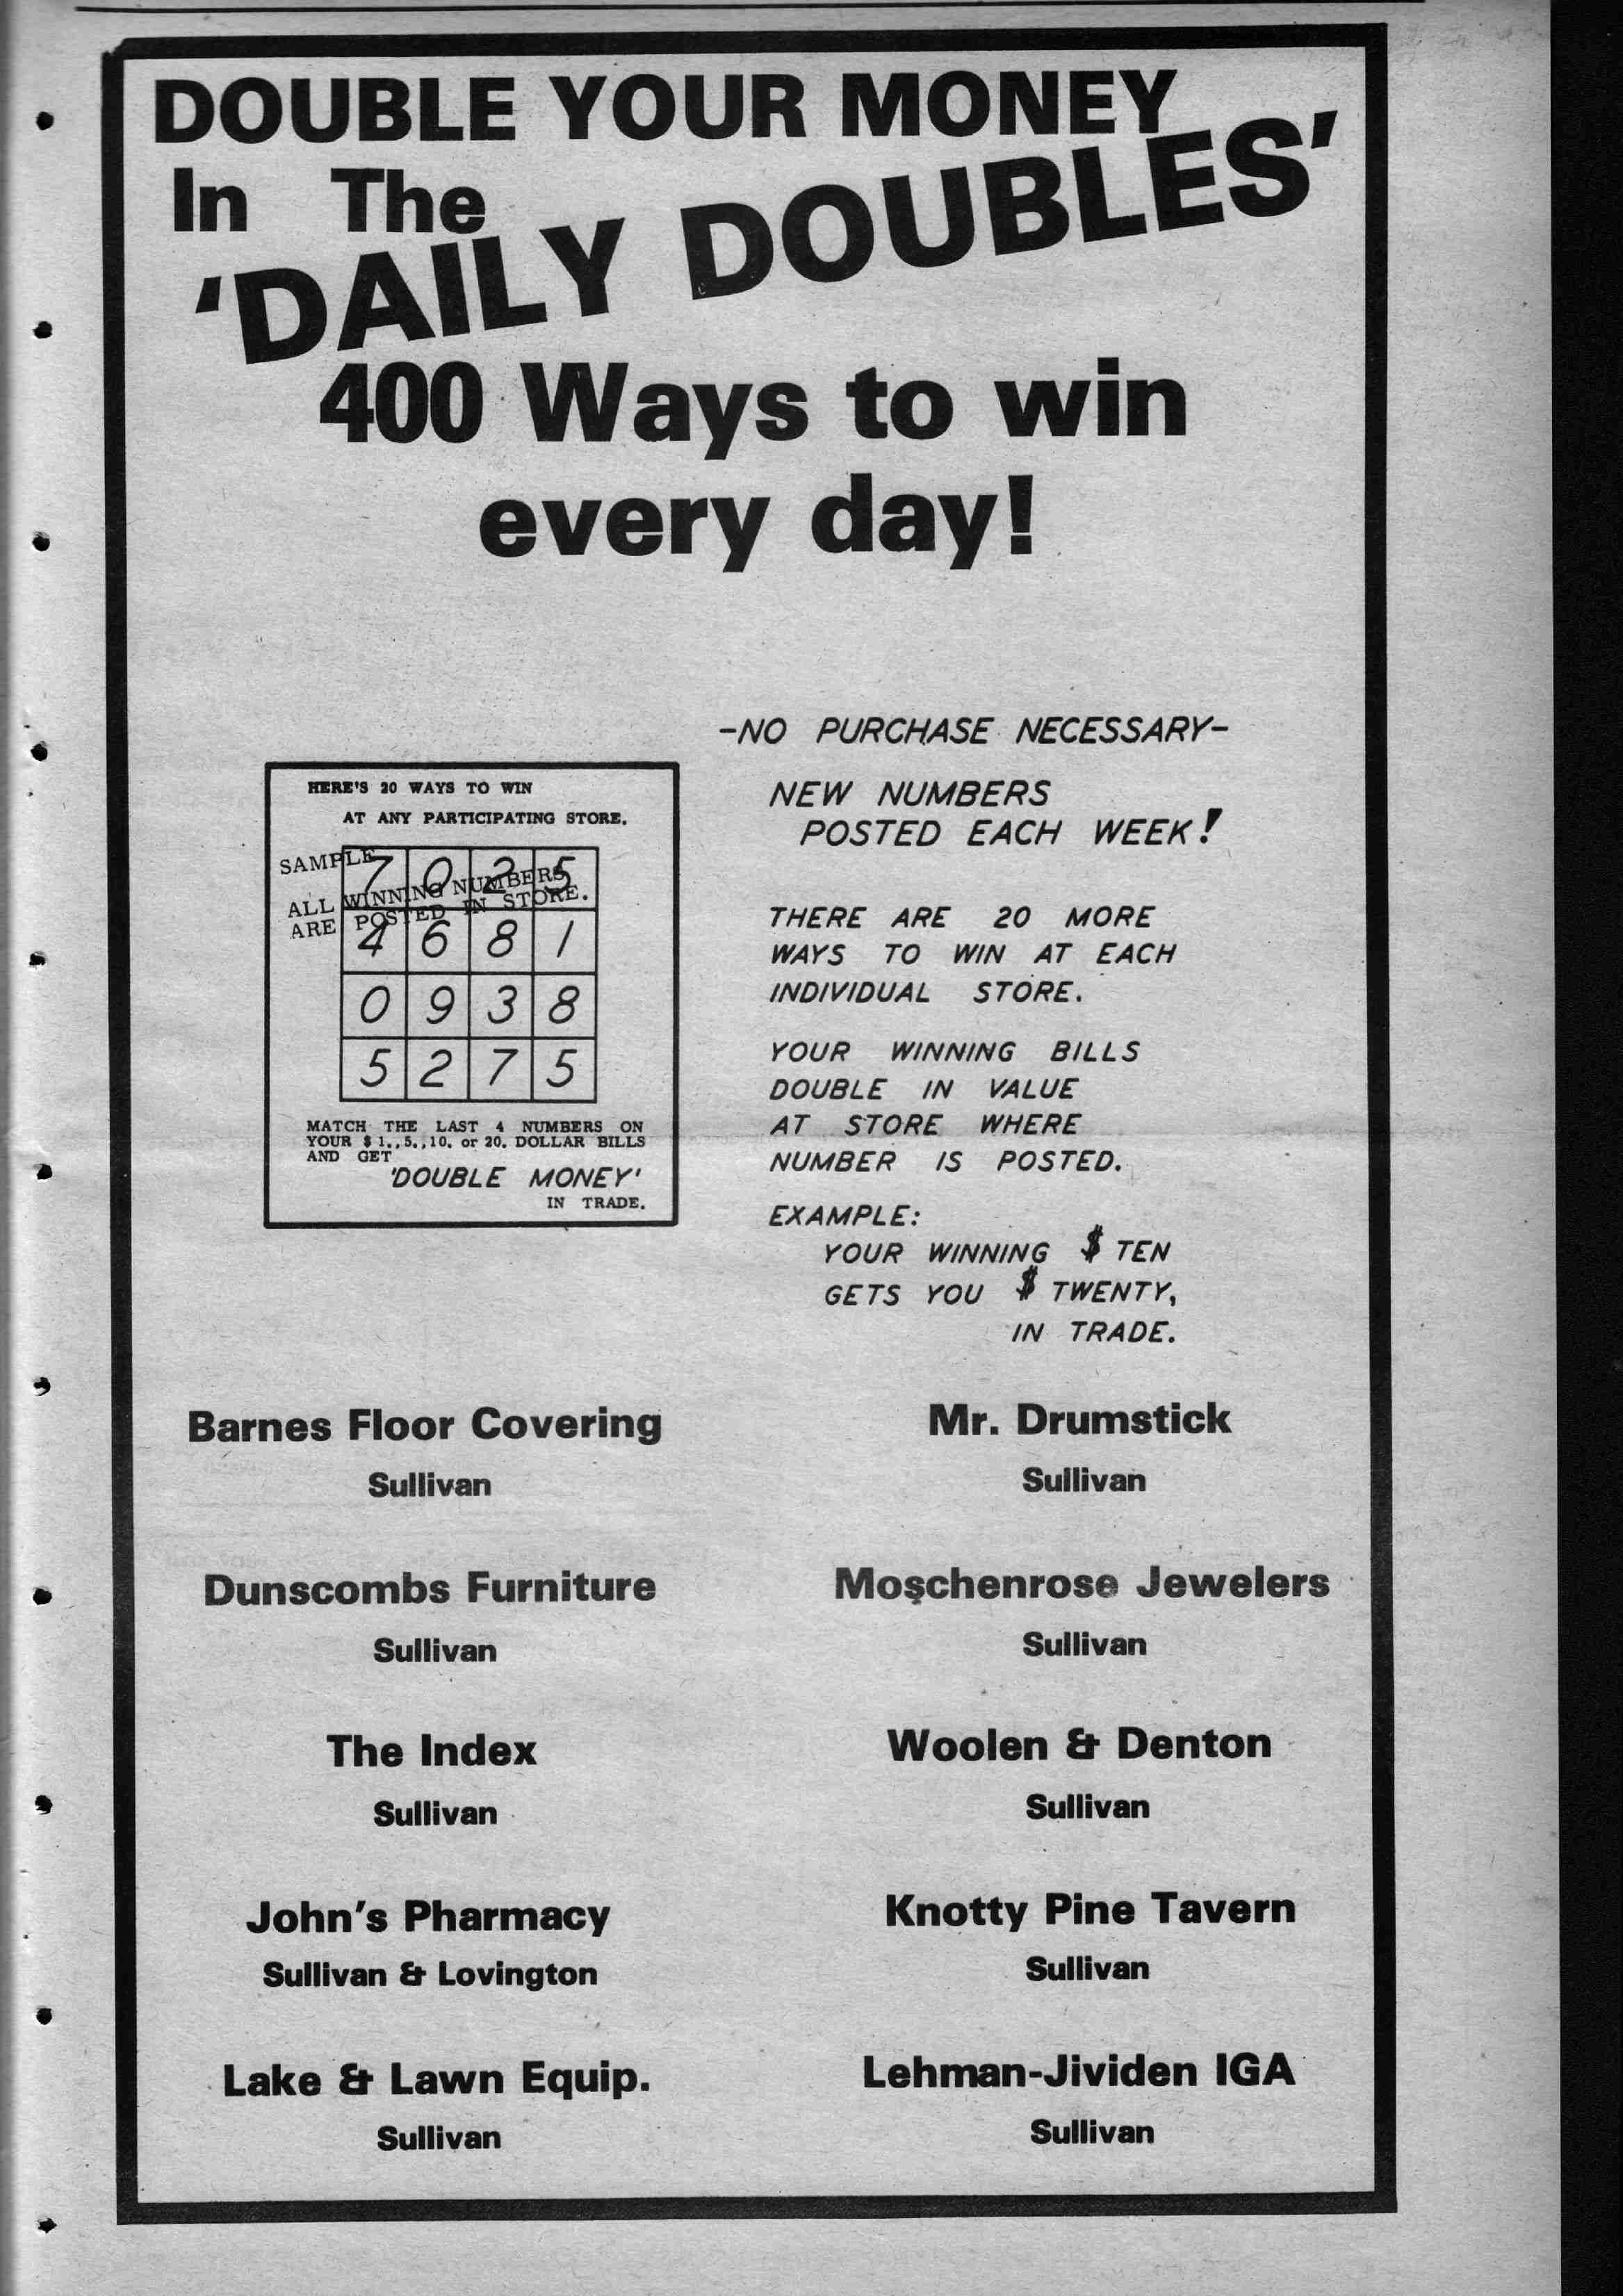 DOUBLE YOUR MONEY
In The
'DAILY DOUBLES'
400 Ways to win
every day!
HERE'S 20 WAYS TO WIN
AT ANY PARTICIPATING STORE.
SAMPLE
ALL WINNING NUMBERS
ARE POSTED IN STORE.
7 0 2 5
4 6 8 1
0 9 3 8
5 2 7 5
MATCH THE LAST 4 NUMBERS ON
YOUR $ 1.,5.,10. or 20. DOLLAR BILLS
AND GET
'DOUBLE MONEY'
IN TRADE.
-NO PURCHASE NECESSARY-
NEW NUMBERS
POSTED EACH WEEK!
THERE ARE 20 MORE
WAYS TO WIN AT EACH
INDIVIDUAL STORE.
YOUR WINNING BILLS
DOUBLE IN VALUE
AT STORE WHERE
NUMBER IS POSTED.
EXAMPLE:
YOUR WINNING $ TEN
GETS YOU $ TWENTY,
IN TRADE.
Barnes Floor Covering
Sullivan
Mr. Drumstick
Sullivan
Dunscombs Furniture
Sullivan
Moschenrose Jewelers
Sullivan
The Index
Sullivan
Woolen & Denton
Sullivan
John's Pharmacy
Sullivan & Lovington
Knotty Pine Tavern
Sullivan
Lake & Lawn Equip.
Sullivan
Lehman-Jividen IGA
Sullivan